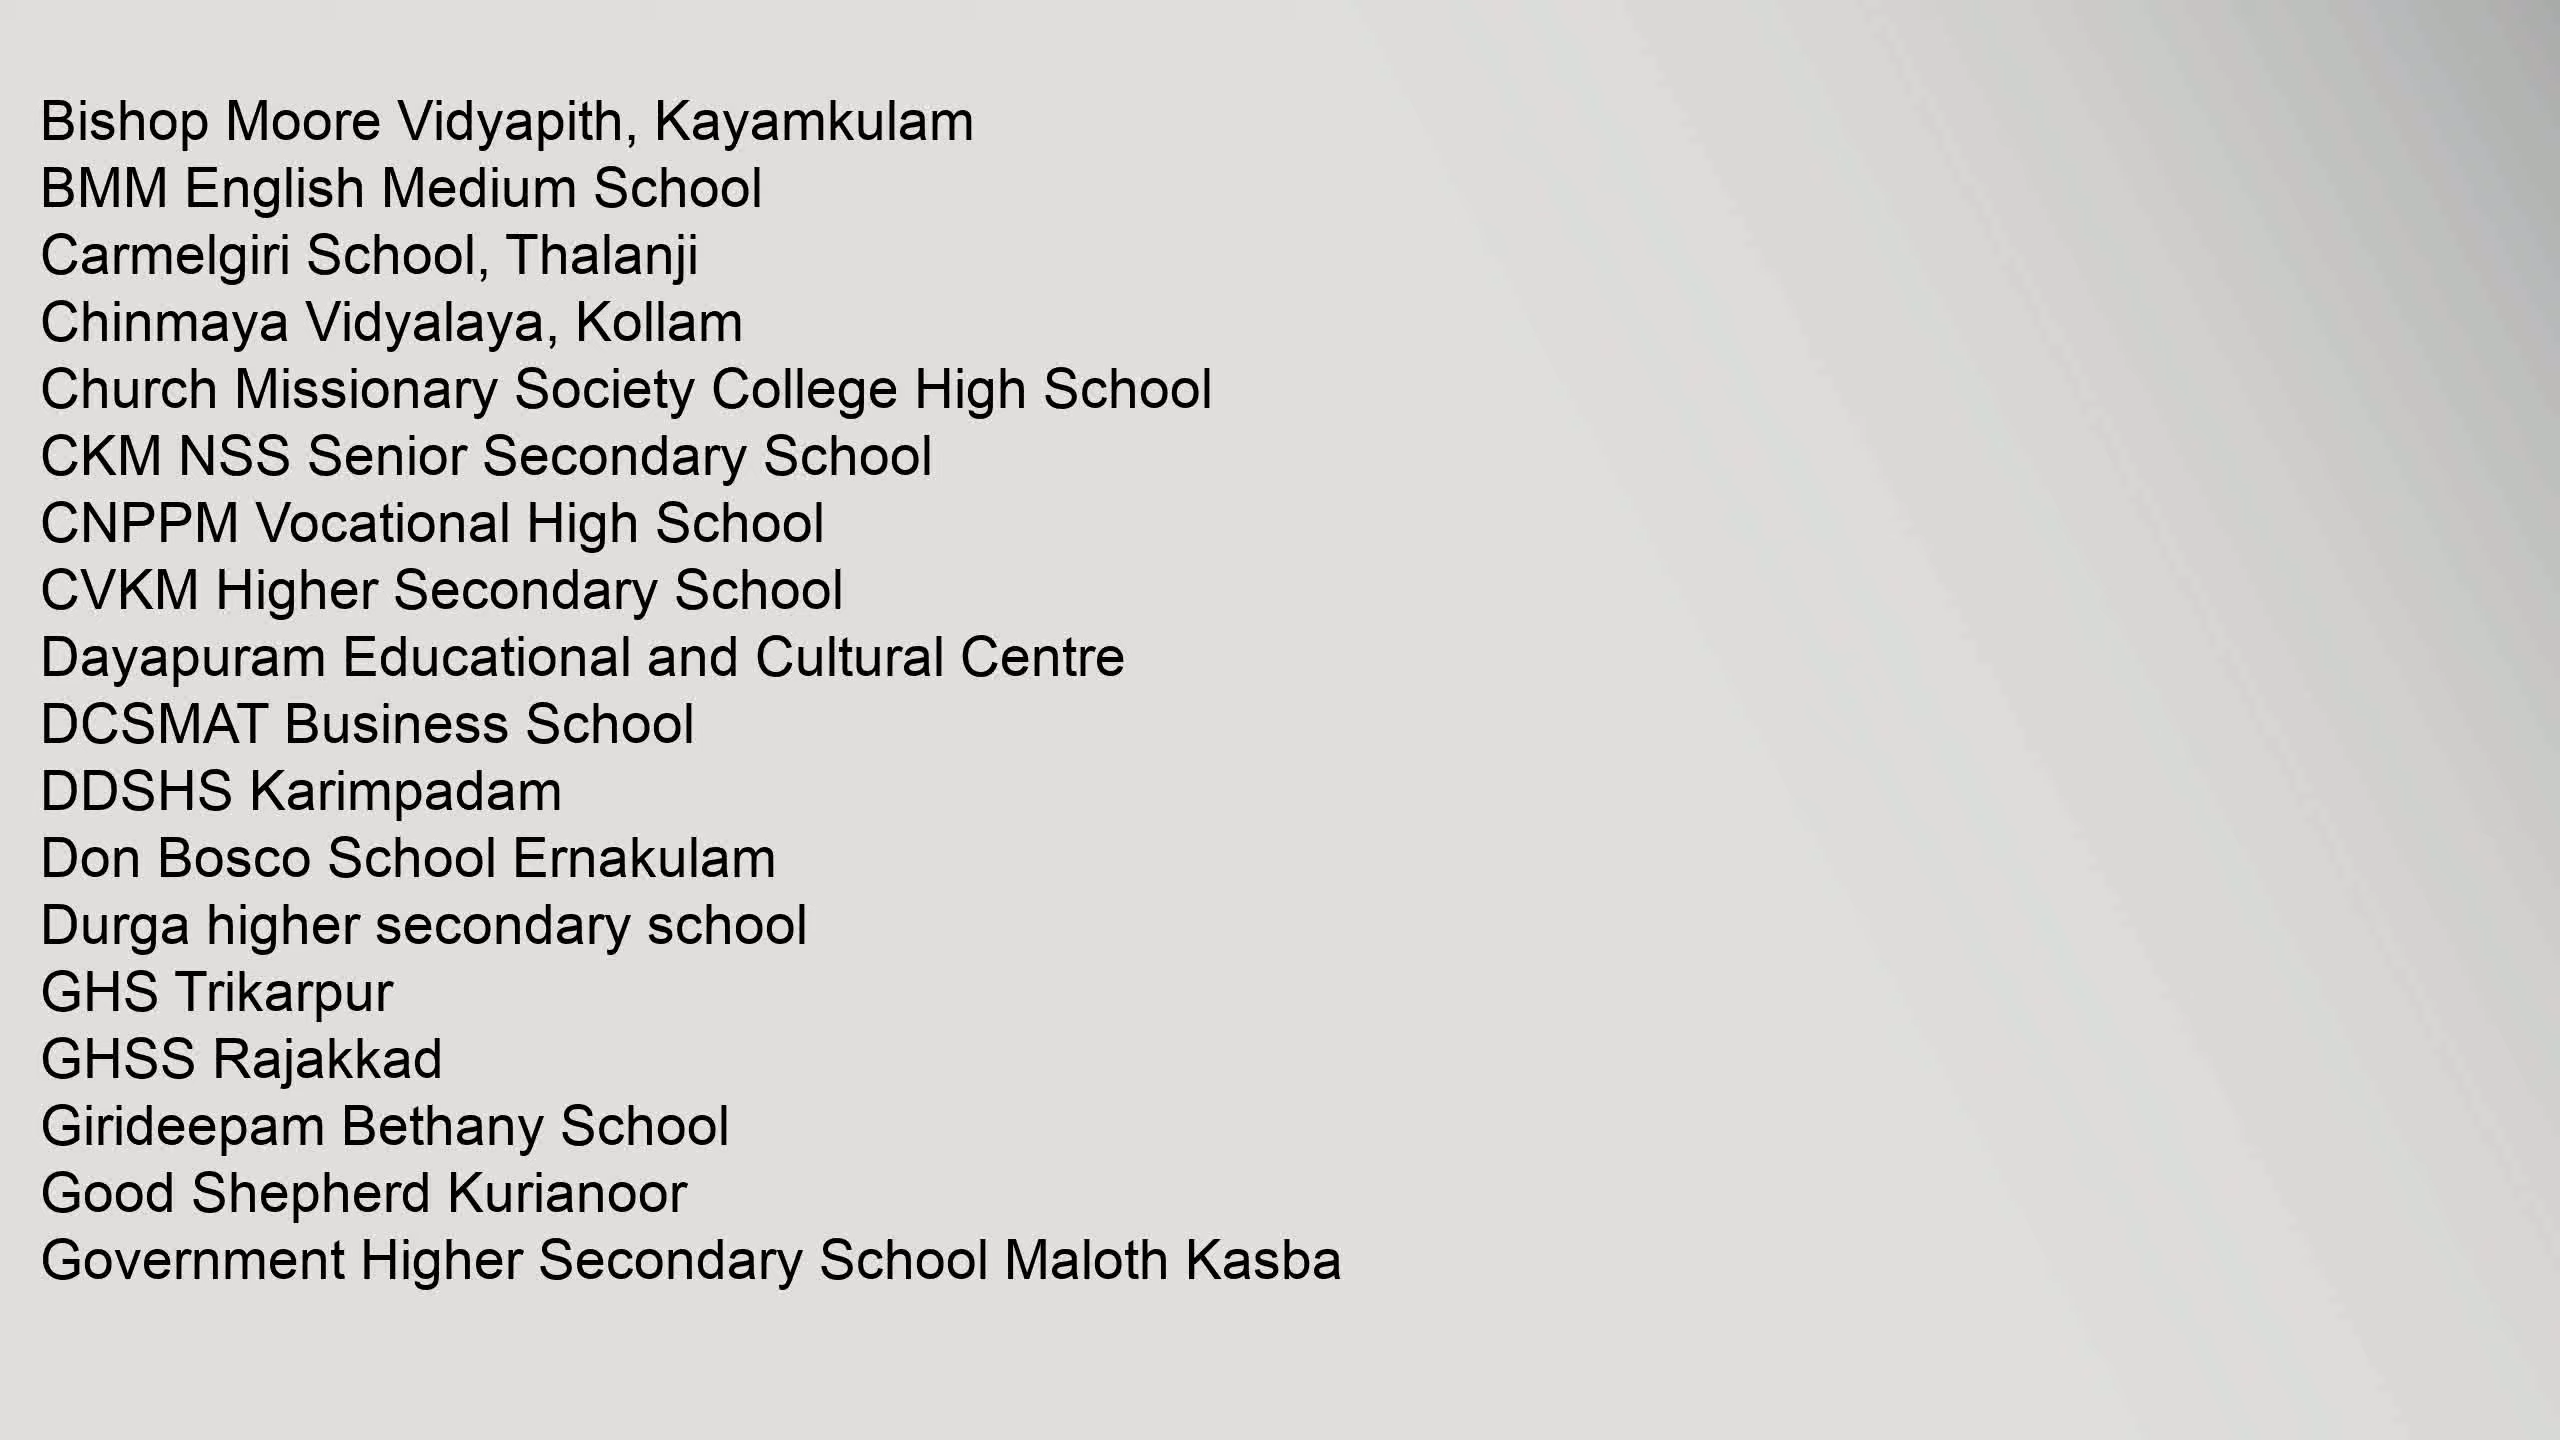 Bishop Moore Vidyapith, Kayamkulam
BMM English Medium School
Carmelgiri School, Thalanji
Chinmaya Vidyalaya, Kollam
Church Missionary Society College High School
CKM NSS Senior Secondary School
CNPPM Vocational High School
CVKM Higher Secondary School
Dayapuram Educational and Cultural Centre
DCSMAT Business School
DDSHS Karimpadam
Don Bosco School Ernakulam
Durga higher secondary school
GHS Trikarpur
GHSS Rajakkad
Girideepam Bethany School
Good Shepherd Kurianoor
Government Higher Secondary School Maloth Kasba